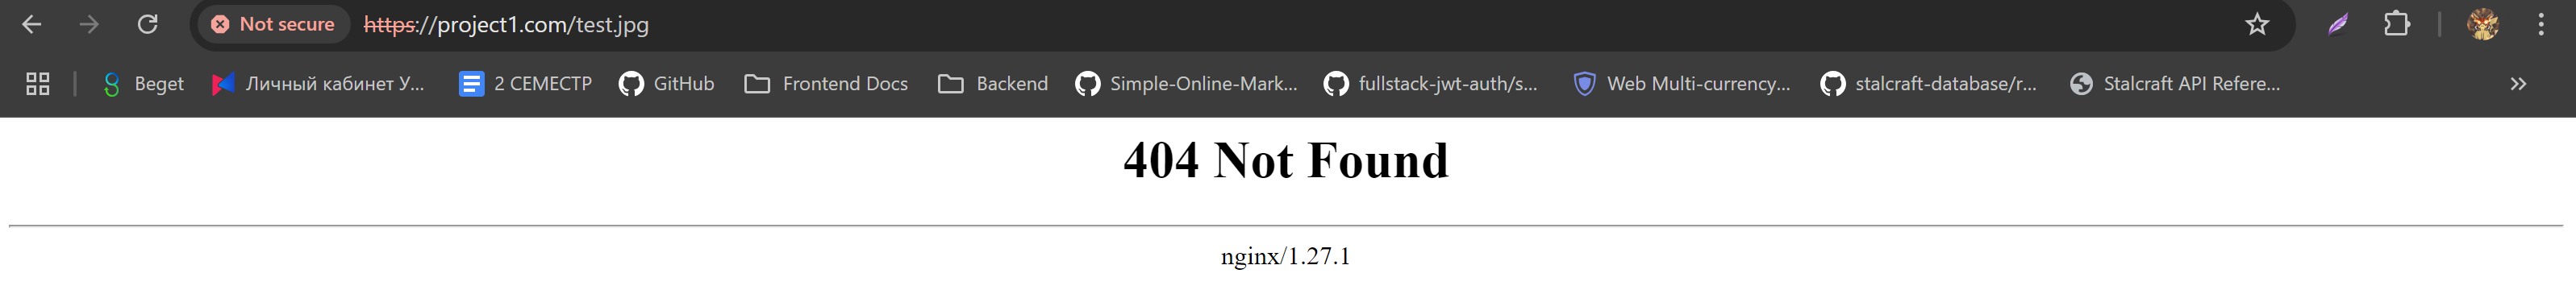 Not secure https://project1.com/test.jpg
Beget Личный кабинет У... 2 СЕМЕСТР GitHub Frontend Docs Backend Simple-Online-Mark... fullstack-jwt-auth/s... Web Multi-currency... stalcraft-database/r... Stalcraft API Refere...
404 Not Found
nginx/1.27.1